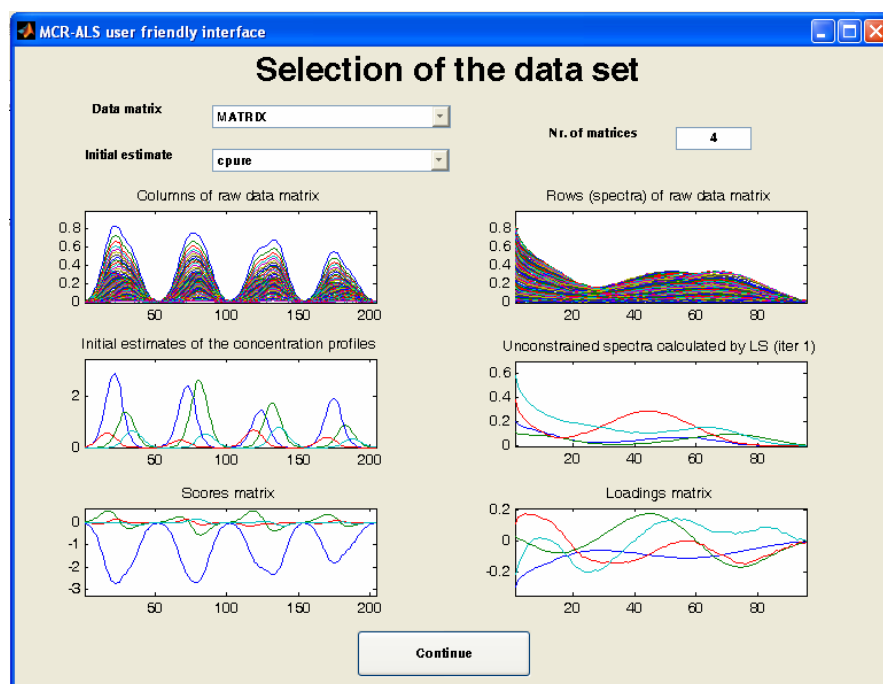 MCR-ALS user friendly interface
Selection of the data set
Data matrix
MATRIX
Nr. of matrices
4
Initial estimate
cpure
Columns of raw data matrix
0.8
0.6
0.4
0.2
0
50 100 150 200
Rows (spectra) of raw data matrix
0.8
0.6
0.4
0.2
0
20 40 60 80
Initial estimates of the concentration profiles
2
0
50 100 150 200
Unconstrained spectra calculated by LS (iter 1)
0.6
0.4
0.2
0
20 40 60 80
Scores matrix
0
-1
-2
-3
50 100 150 200
Loadings matrix
0.2
0
-0.2
20 40 60 80
Continue